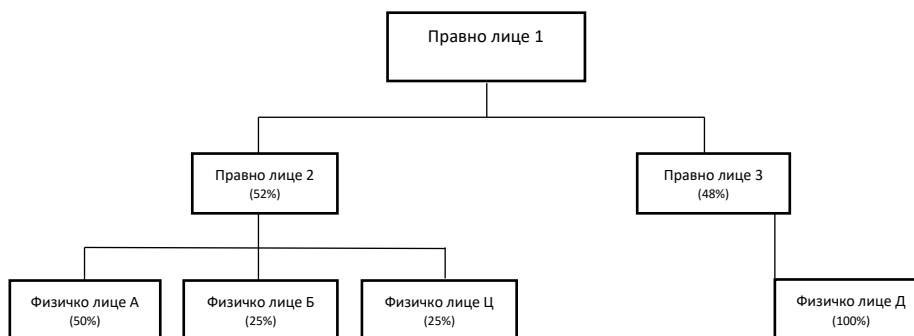 Правно лице 1
Правно лице 2
(52%)
Правно лице 3
(48%)
Физичко лице А
(50%)
Физичко лице Б
(25%)
Физичко лице Ц
(25%)
Физичко лице Д
(100%)